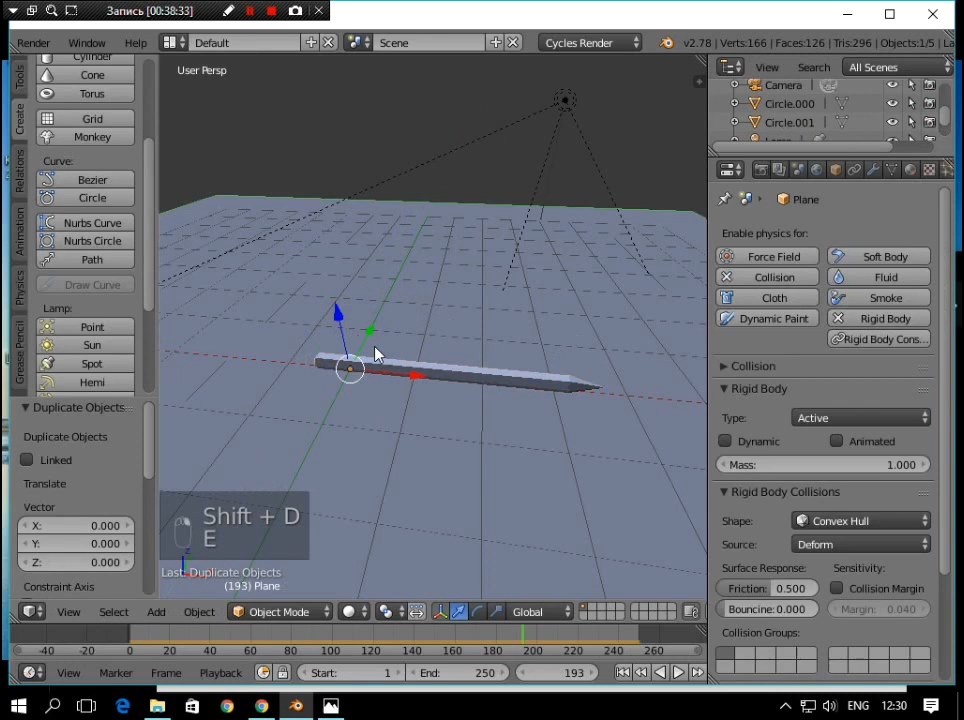 Запись [00:38:33]
Render Window Help Default Scene Cycles Render v2.78 | Verts:166 | Faces:126 | Tris:296 | Objects:1/5 | La
Tools
Create
Relations
Animation
Physics
Grease Pencil
Cylinder
Cone
Torus
Grid
Monkey
Curve:
Bezier
Circle
Nurbs Curve
Nurbs Circle
Path
Draw Curve
Lamp:
Point
Sun
Spot
Hemi
Duplicate Objects
Duplicate Objects
Linked
Translate
Vector
X: 0.000
Y: 0.000
Z: 0.000
Constraint Axis
User Persp
Shift + D
E
Last: Duplicate Objects
(193) Plane
View Select Add Object Object Mode Global
-40 -20 0 20 40 60 80 100 120 140 160 180 200 220 240 260
View Marker Frame Playback Start: 1 End: 250 193
View Search All Scenes
Camera
Circle.000
Circle.001
Plane
Enable physics for:
Force Field Soft Body
Collision Fluid
Cloth Smoke
Dynamic Paint Rigid Body
Rigid Body Cons...
Collision
Rigid Body
Type: Active
Dynamic Animated
Mass: 1.000
Rigid Body Collisions
Shape: Convex Hull
Source: Deform
Surface Response: Sensitivity:
Friction: 0.500 Collision Margin
Bouncine: 0.000 Margin: 0.040
Collision Groups:
ENG 12:30